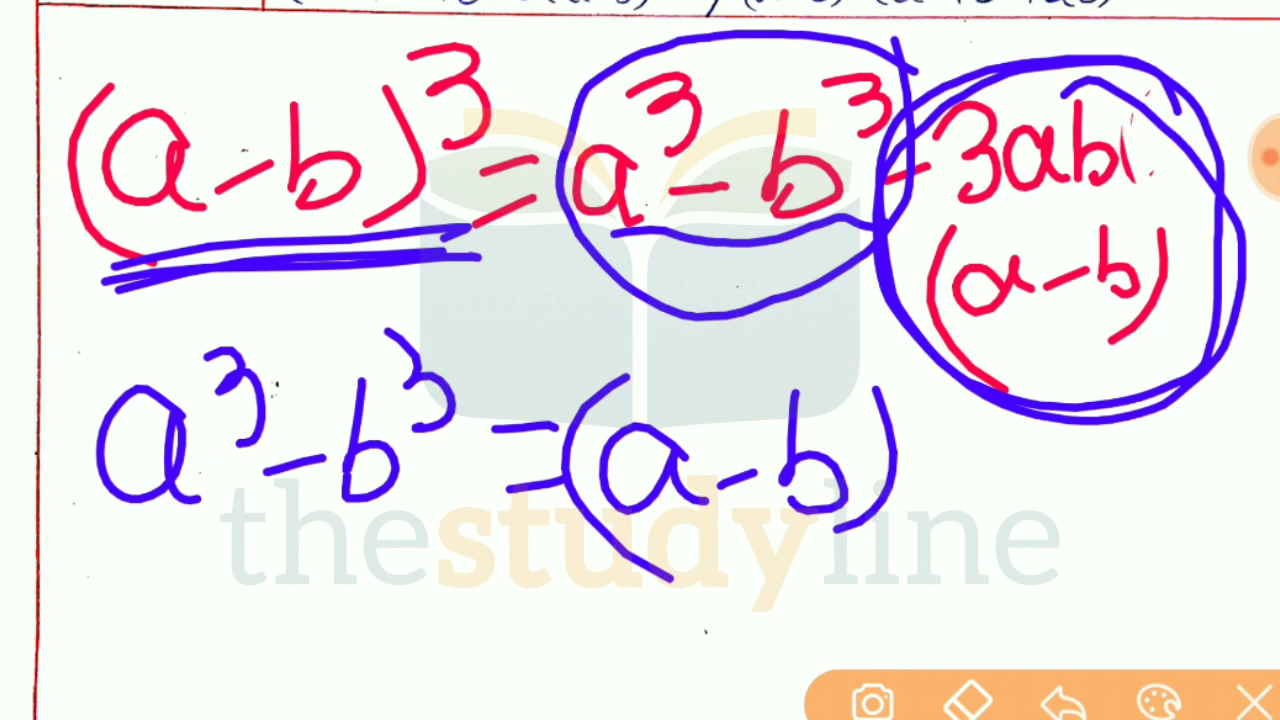 (a-b)³ = a³-b³-3ab(
(a-b)
a³-b³ = (a-b)
thestudyline